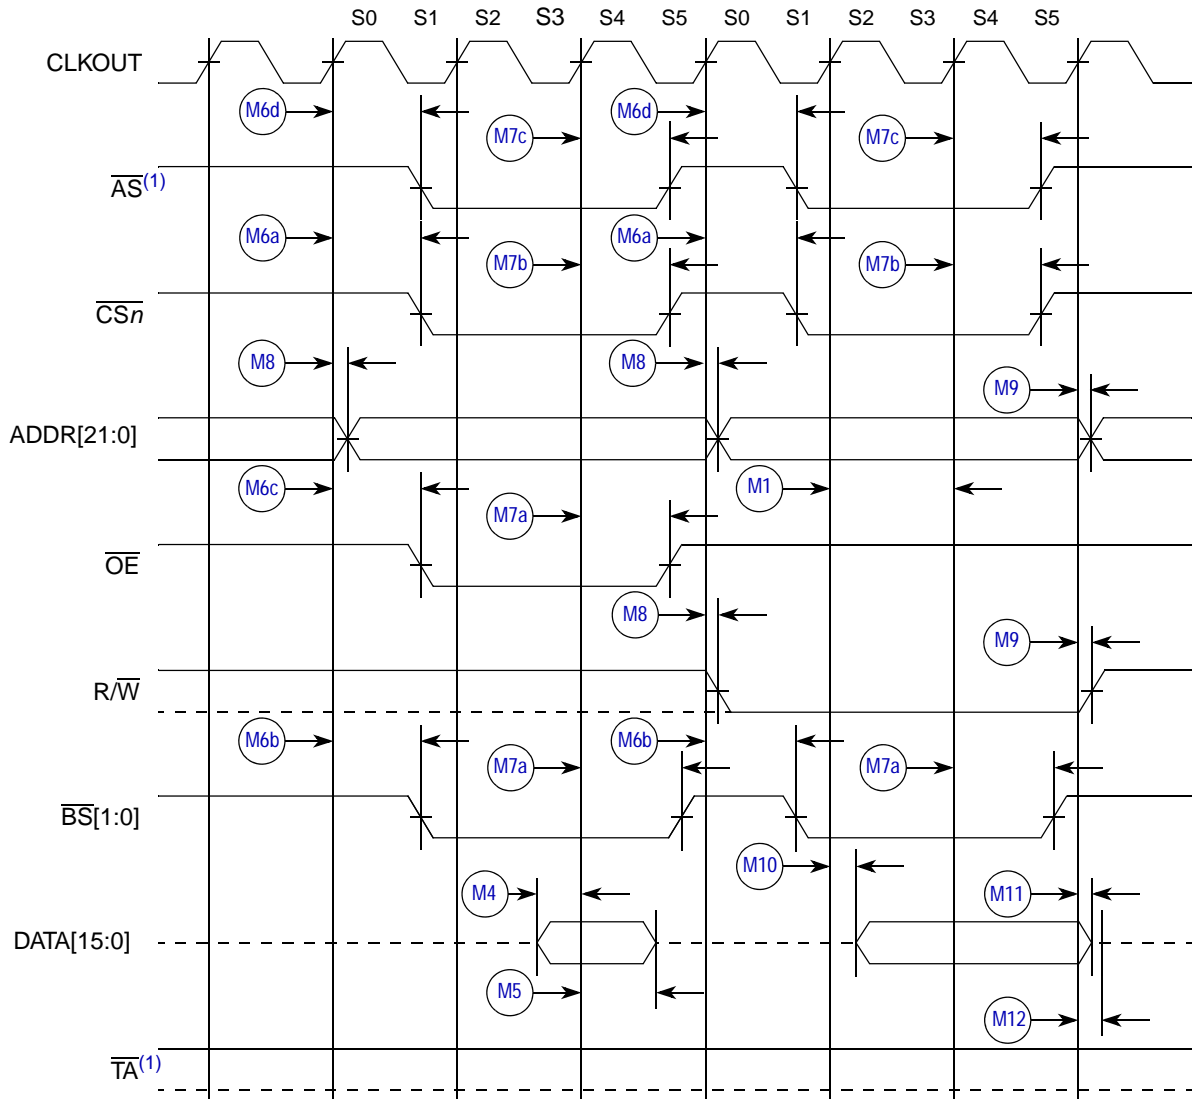 S0 S1 S2 S3 S4 S5 S0 S1 S2 S3 S4 S5
CLKOUT
M6d M6d
M7c M7c
AS(1)
M6a M6a
M7b M7b
CSn
M8 M8
M9
ADDR[21:0]
M6c M1
M7a
OE
M8
M9
R/W
M6b M6b
M7a M7a
BS[1:0]
M10
M4 M11
DATA[15:0]
M5
M12
TA(1)